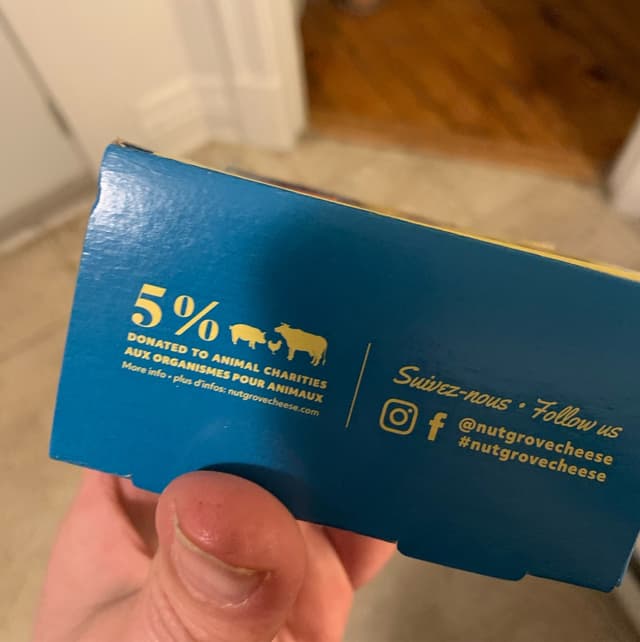 5%
DONATED TO ANIMAL CHARITIES
AUX ORGANISMES POUR ANIMAUX
More info • plus d'infos: nutgrovecheese.com
Suivez-nous • Follow us
@nutgrovecheese
#nutgrovecheese